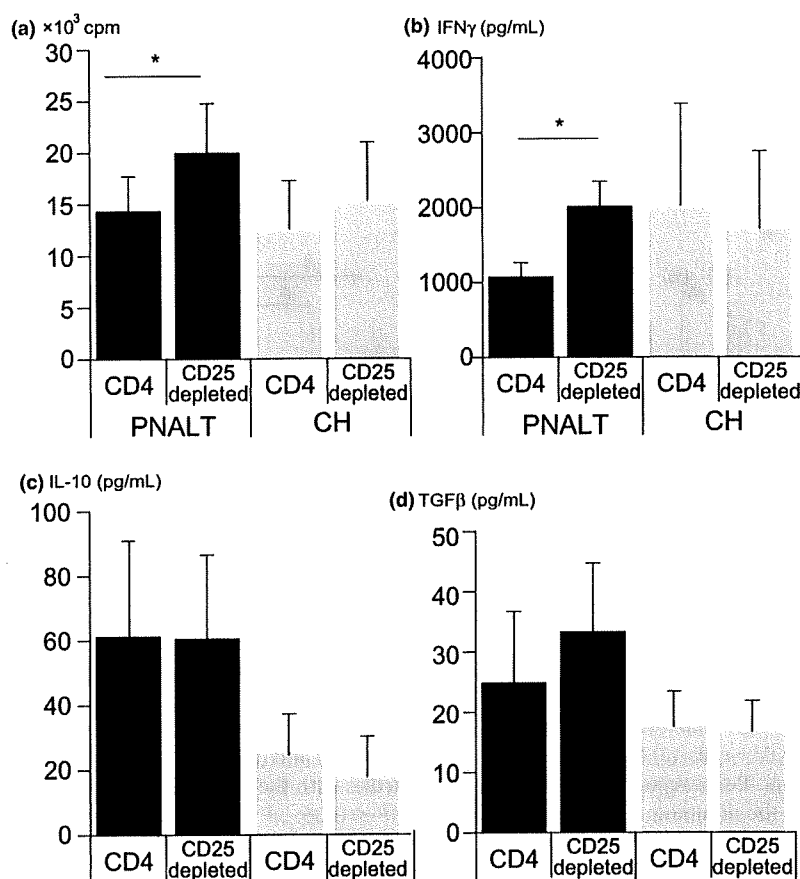 (a) ×10³ cpm
30
25
20
15
10
5
0
*
CD4
CD25 depleted
CD4
CD25 depleted
PNALT
CH
(b) IFNγ (pg/mL)
4000
3000
2000
1000
0
*
CD4
CD25 depleted
CD4
CD25 depleted
PNALT
CH
(c) IL-10 (pg/mL)
100
80
60
40
20
0
CD4
CD25 depleted
CD4
CD25 depleted
(d) TGFβ (pg/mL)
50
40
30
20
10
0
CD4
CD25 depleted
CD4
CD25 depleted